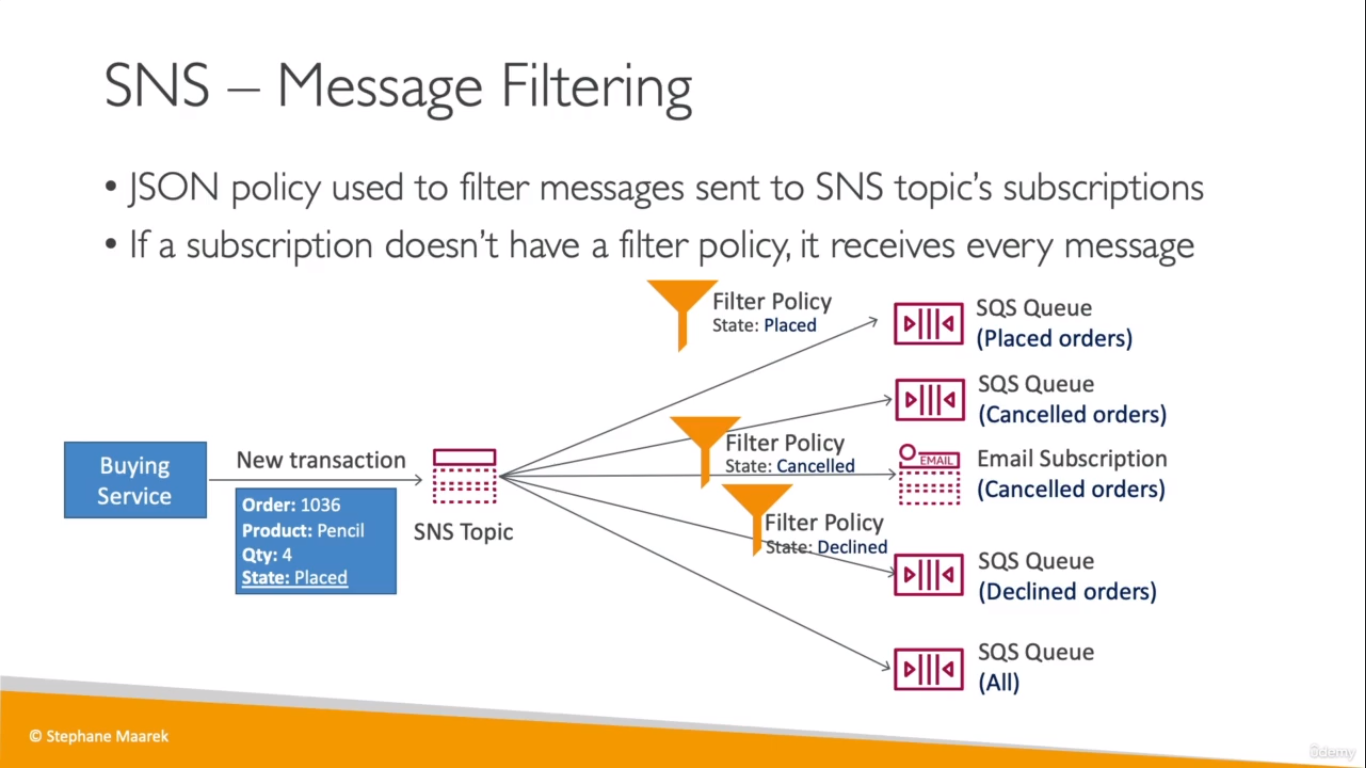 SNS – Message Filtering
• JSON policy used to filter messages sent to SNS topic's subscriptions
• If a subscription doesn't have a filter policy, it receives every message
Buying
Service
New transaction
Order: 1036
Product: Pencil
Qty: 4
State: Placed
SNS Topic
Filter Policy
State: Placed
Filter Policy
State: Cancelled
Filter Policy
State: Declined
SQS Queue
(Placed orders)
SQS Queue
(Cancelled orders)
EMAIL
Email Subscription
(Cancelled orders)
SQS Queue
(Declined orders)
SQS Queue
(All)
© Stephane Maarek
ûdemy